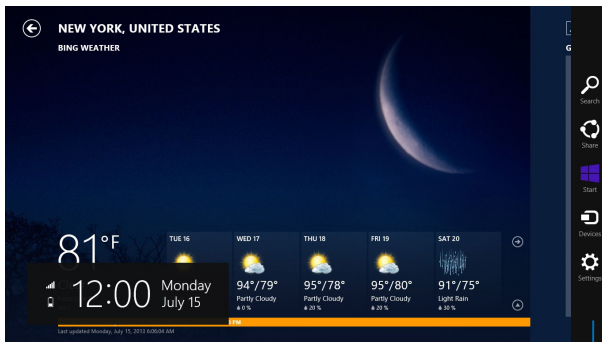 NEW YORK, UNITED STATES
BING WEATHER
G
Search
Share
Start
Devices
Settings
81°F
TUE 16
WED 17
94°/79°
Partly Cloudy
0 %
THU 18
95°/78°
Partly Cloudy
20 %
FRI 19
95°/80°
Partly Cloudy
20 %
SAT 20
91°/75°
Light Rain
30 %
12:00
Monday
July 15
PM
Last updated Monday, July 15, 2013 6:06:04 AM